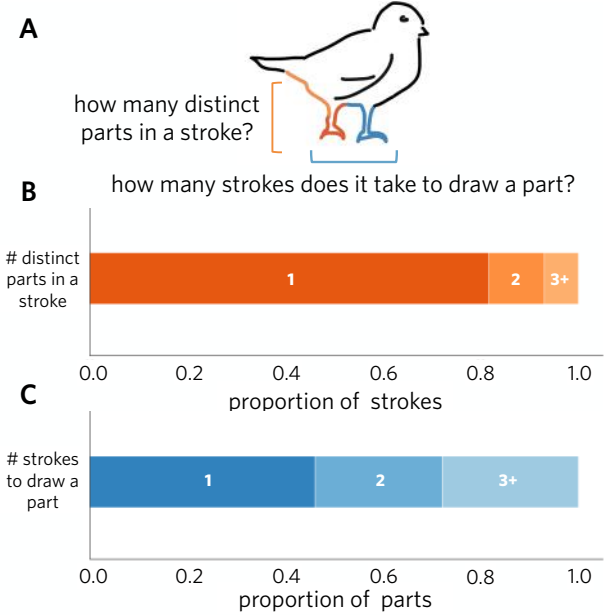 A
how many distinct
parts in a stroke?
how many strokes does it take to draw a part?
B
# distinct
parts in a
stroke
1
2
3+
0.0
0.2
0.4
0.6
0.8
1.0
proportion of strokes
C
# strokes
to draw a
part
1
2
3+
0.0
0.2
0.4
0.6
0.8
1.0
proportion of parts